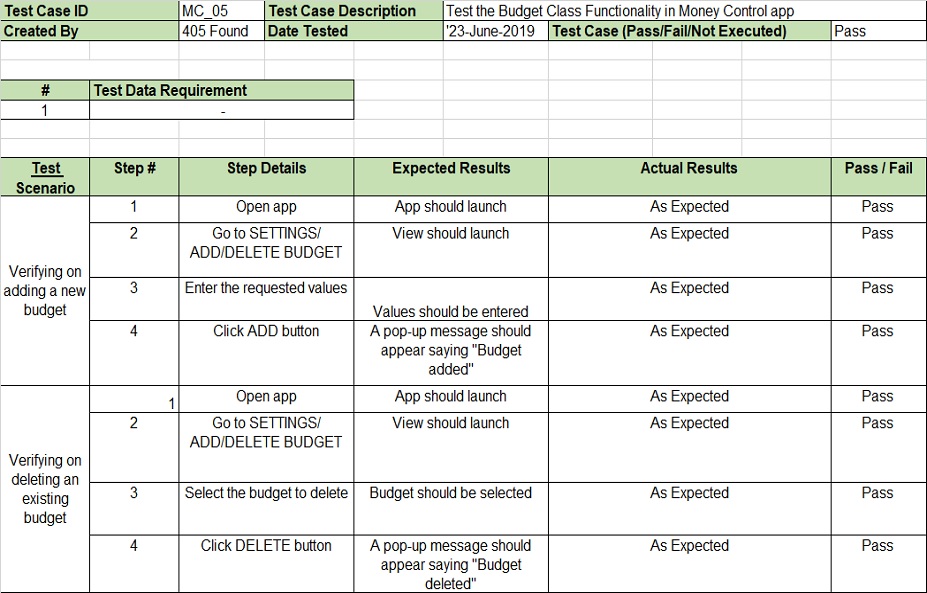 Test Case ID MC_05 Test Case Description Test the Budget Class Functionality in Money Control app
Created By 405 Found Date Tested '23-June-2019 Test Case (Pass/Fail/Not Executed) Pass
# Test Data Requirement
1 -
Test Scenario Step # Step Details Expected Results Actual Results Pass / Fail
Verifying on adding a new budget
1 Open app App should launch As Expected Pass
2 Go to SETTINGS/ ADD/DELETE BUDGET View should launch As Expected Pass
3 Enter the requested values Values should be entered As Expected Pass
4 Click ADD button A pop-up message should appear saying "Budget added" As Expected Pass
Verifying on deleting an existing budget
1 Open app App should launch As Expected Pass
2 Go to SETTINGS/ ADD/DELETE BUDGET View should launch As Expected Pass
3 Select the budget to delete Budget should be selected As Expected Pass
4 Click DELETE button A pop-up message should appear saying "Budget deleted" As Expected Pass